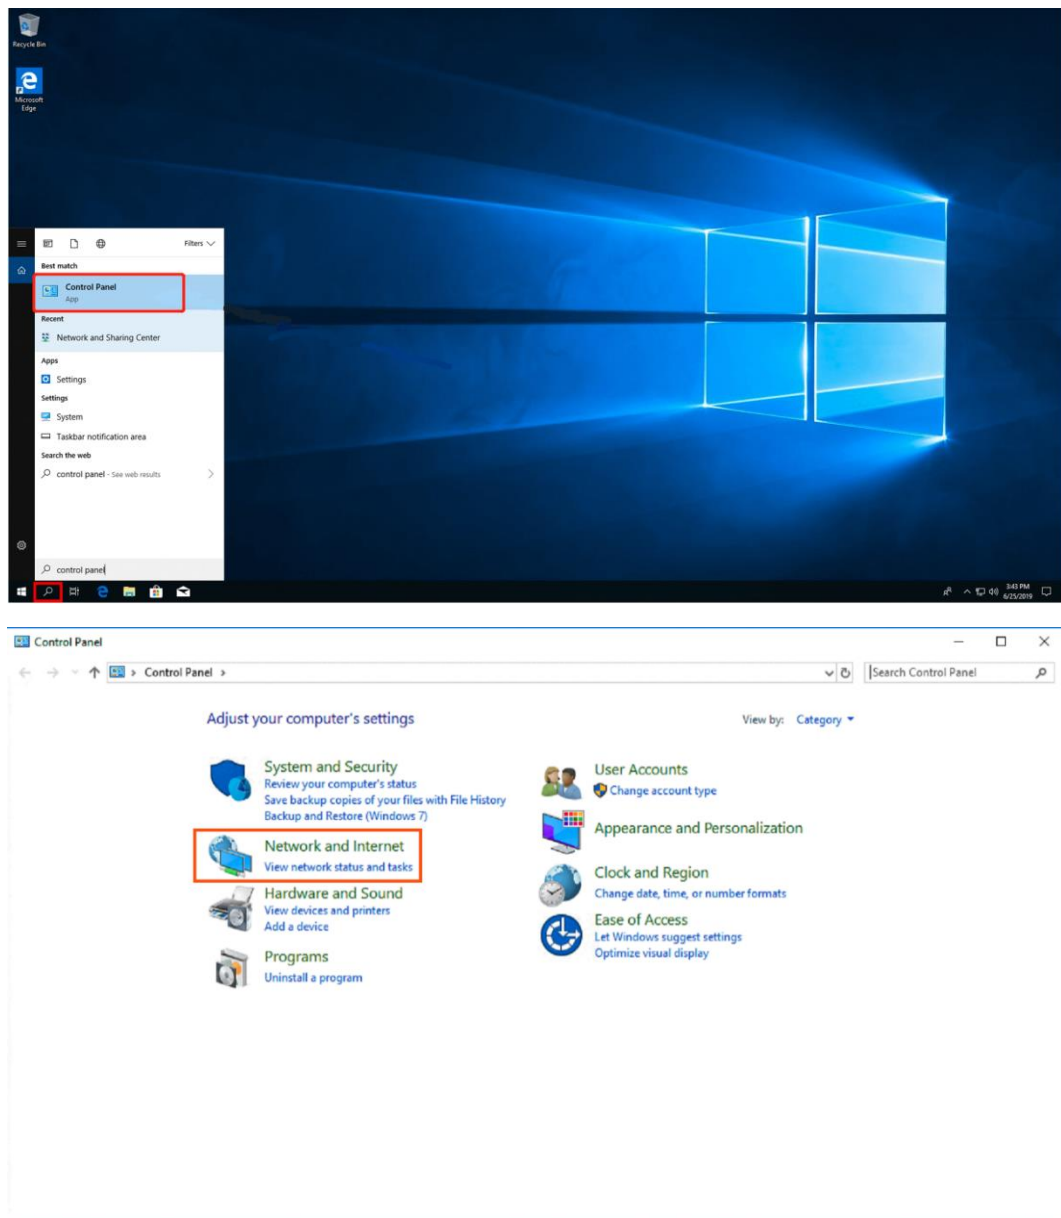 Recycle Bin
Microsoft
Edge
Filters
Best match
Control Panel
App
Recent
Network and Sharing Center
Apps
Settings
Settings
System
Taskbar notification area
Search the web
control panel - See web results
control panel
3:43 PM
6/25/2019
Control Panel
Control Panel
Search Control Panel
Adjust your computer's settings
View by: Category
System and Security
Review your computer's status
Save backup copies of your files with File History
Backup and Restore (Windows 7)
Network and Internet
View network status and tasks
Hardware and Sound
View devices and printers
Add a device
Programs
Uninstall a program
User Accounts
Change account type
Appearance and Personalization
Clock and Region
Change date, time, or number formats
Ease of Access
Let Windows suggest settings
Optimize visual display